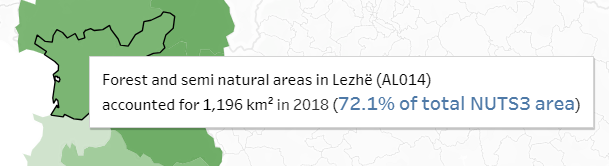 Forest and semi natural areas in Lezhë (AL014)
accounted for 1,196 km² in 2018 (72.1% of total NUTS3 area)